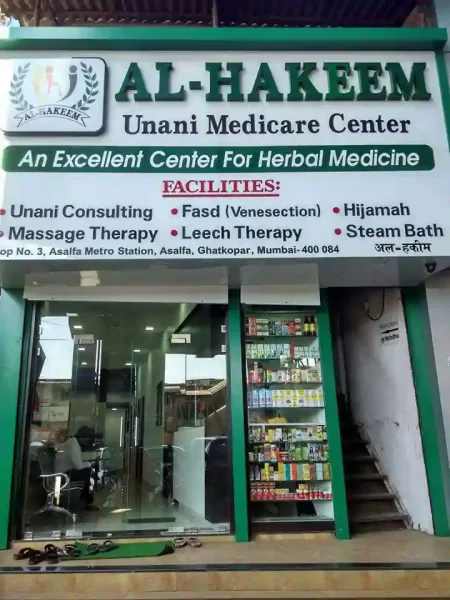 AL-HAKEEM
AL-HAKEEM
Unani Medicare Center
An Excellent Center For Herbal Medicine
FACILITIES:
• Unani Consulting • Fasd (Venesection) • Hijamah
• Massage Therapy • Leech Therapy • Steam Bath
op No. 3, Asalfa Metro Station, Asalfa, Ghatkopar, Mumbai-400 084 अल-हकीम